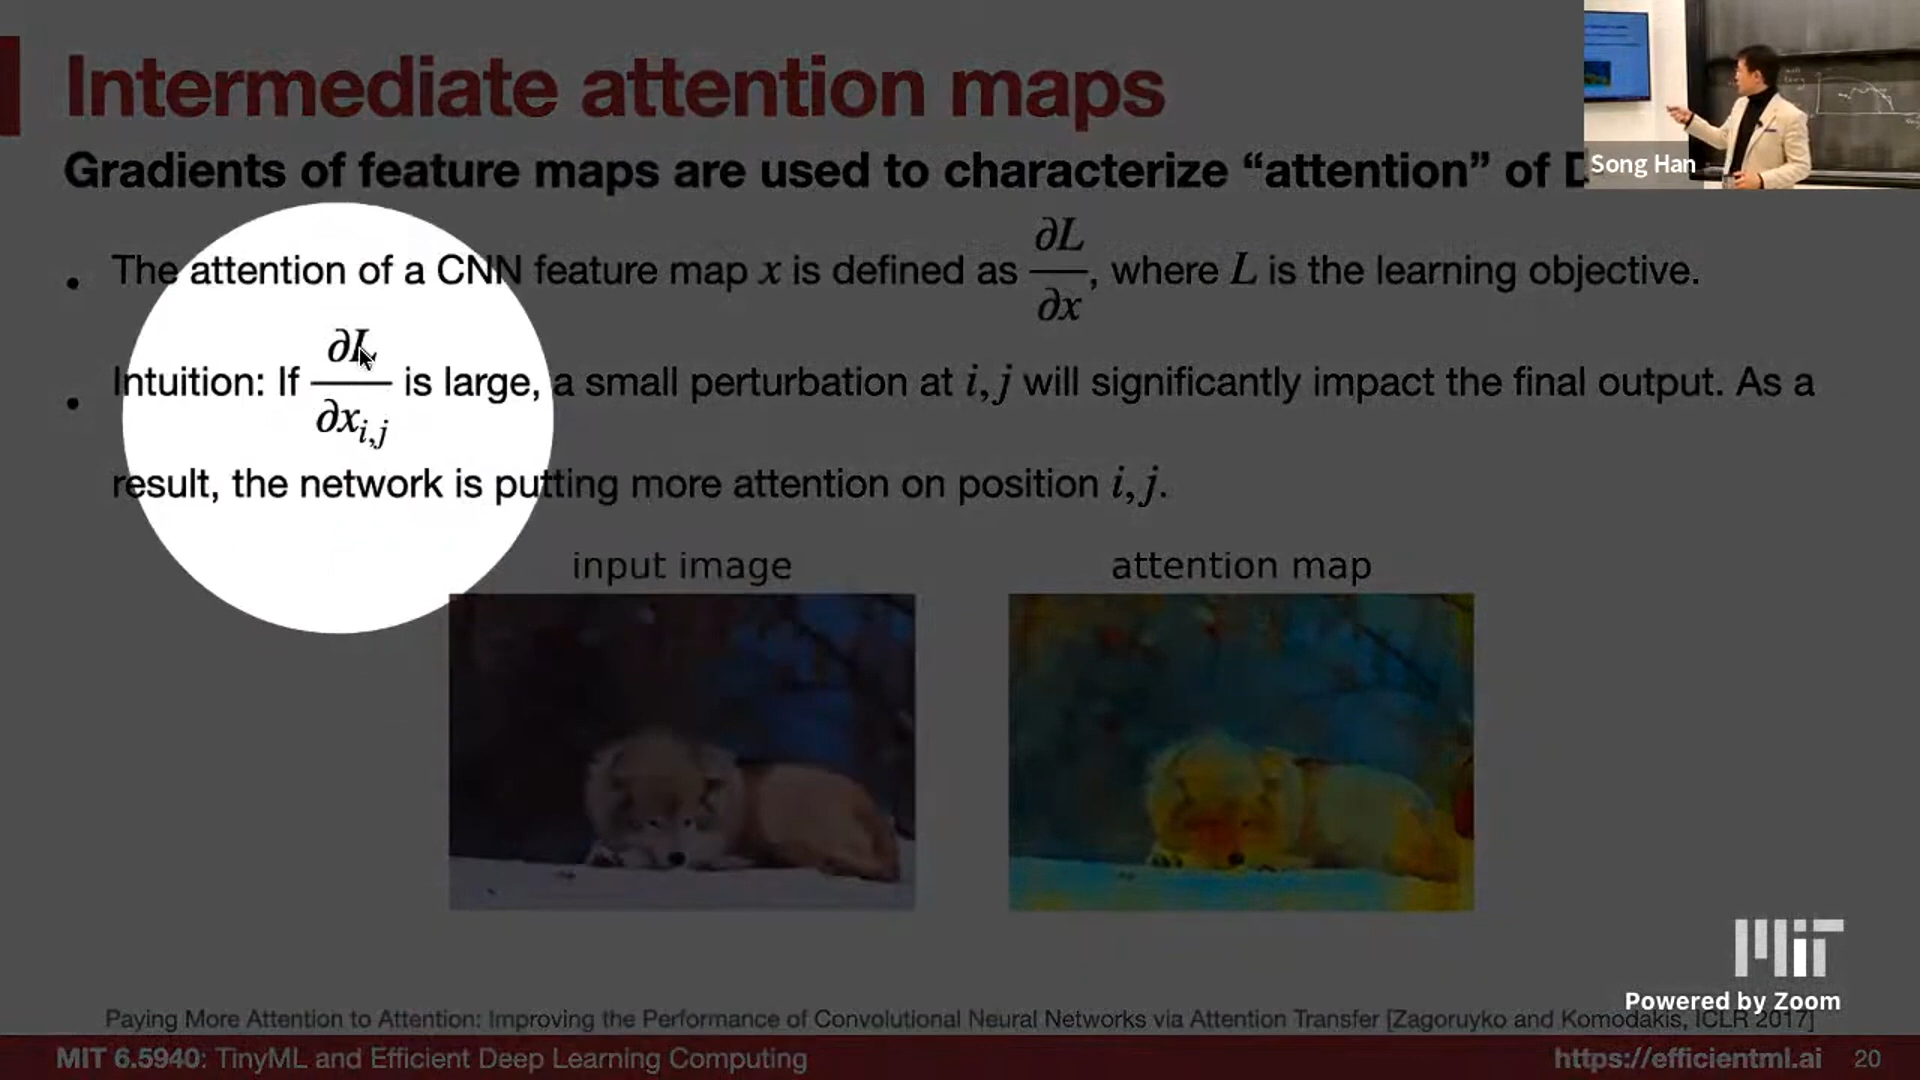 Intermediate attention maps
Gradients of feature maps are used to characterize “attention” of
Song Han
• The attention of a CNN feature map x is defined as ∂L/∂x, where L is the learning objective.
• Intuition: If ∂L/∂x_{i,j} is large, a small perturbation at i, j will significantly impact the final output. As a
result, the network is putting more attention on position i, j.
input image
attention map
MIT
Powered by Zoom
Paying More Attention to Attention: Improving the Performance of Convolutional Neural Networks via Attention Transfer [Zagoruyko and Komodakis, ICLR 2017]
MIT 6.5940: TinyML and Efficient Deep Learning Computing
https://efficientml.ai
20